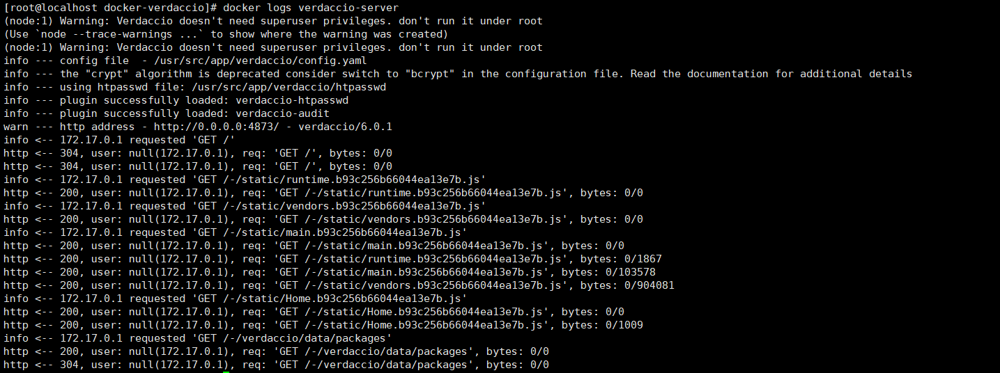 [root@localhost docker-verdaccio]# docker logs verdaccio-server
(node:1) Warning: Verdaccio doesn't need superuser privileges. don't run it under root
(Use `node --trace-warnings ...` to show where the warning was created)
(node:1) Warning: Verdaccio doesn't need superuser privileges. don't run it under root
info --- config file  - /usr/src/app/verdaccio/config.yaml
info --- the "crypt" algorithm is deprecated consider switch to "bcrypt" in the configuration file. Read the documentation for additional details
info --- using htpasswd file: /usr/src/app/verdaccio/htpasswd
info --- plugin successfully loaded: verdaccio-htpasswd
info --- plugin successfully loaded: verdaccio-audit
warn --- http address - http://0.0.0.0:4873/ - verdaccio/6.0.1
info <-- 172.17.0.1 requested 'GET /'
http <-- 304, user: null(172.17.0.1), req: 'GET /', bytes: 0/0
http <-- 304, user: null(172.17.0.1), req: 'GET /', bytes: 0/0
info <-- 172.17.0.1 requested 'GET /-/static/runtime.b93c256b66044ea13e7b.js'
http <-- 200, user: null(172.17.0.1), req: 'GET /-/static/runtime.b93c256b66044ea13e7b.js', bytes: 0/0
info <-- 172.17.0.1 requested 'GET /-/static/vendors.b93c256b66044ea13e7b.js'
http <-- 200, user: null(172.17.0.1), req: 'GET /-/static/vendors.b93c256b66044ea13e7b.js', bytes: 0/0
info <-- 172.17.0.1 requested 'GET /-/static/main.b93c256b66044ea13e7b.js'
http <-- 200, user: null(172.17.0.1), req: 'GET /-/static/main.b93c256b66044ea13e7b.js', bytes: 0/0
http <-- 200, user: null(172.17.0.1), req: 'GET /-/static/runtime.b93c256b66044ea13e7b.js', bytes: 0/1867
http <-- 200, user: null(172.17.0.1), req: 'GET /-/static/main.b93c256b66044ea13e7b.js', bytes: 0/103578
http <-- 200, user: null(172.17.0.1), req: 'GET /-/static/vendors.b93c256b66044ea13e7b.js', bytes: 0/904081
info <-- 172.17.0.1 requested 'GET /-/static/Home.b93c256b66044ea13e7b.js'
http <-- 200, user: null(172.17.0.1), req: 'GET /-/static/Home.b93c256b66044ea13e7b.js', bytes: 0/0
http <-- 200, user: null(172.17.0.1), req: 'GET /-/static/Home.b93c256b66044ea13e7b.js', bytes: 0/1009
info <-- 172.17.0.1 requested 'GET /-/verdaccio/data/packages'
http <-- 200, user: null(172.17.0.1), req: 'GET /-/verdaccio/data/packages', bytes: 0/0
http <-- 304, user: null(172.17.0.1), req: 'GET /-/verdaccio/data/packages', bytes: 0/0